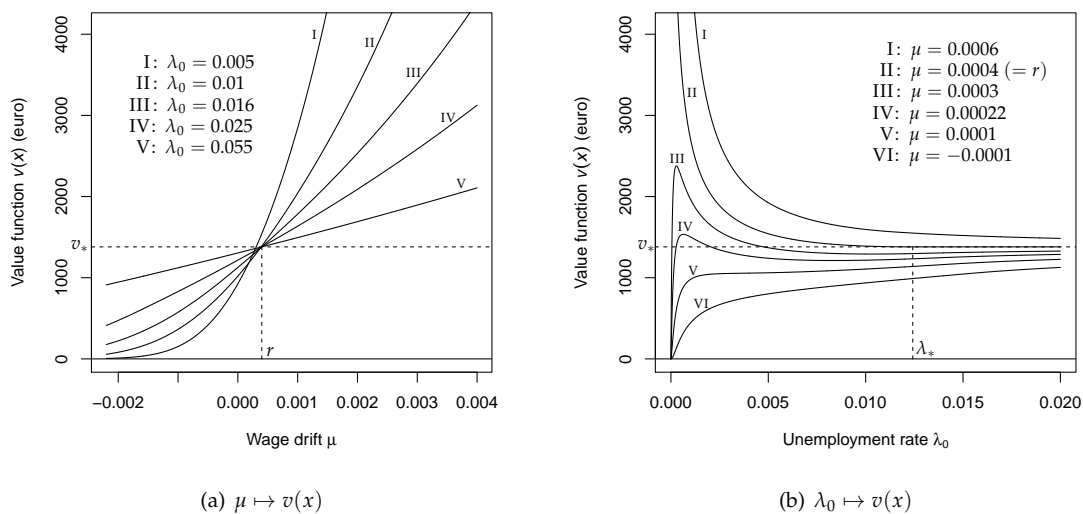 Value function v(x) (euro)
4000
3000
2000
v*
1000
0
I: λ₀ = 0.005
II: λ₀ = 0.01
III: λ₀ = 0.016
IV: λ₀ = 0.025
V: λ₀ = 0.055
I
II
III
IV
V
r
−0.002
0.000
0.001
0.002
0.003
0.004
Wage drift μ
(a) μ ↦ v(x)
Value function v(x) (euro)
4000
3000
2000
v*
1000
0
I: μ = 0.0006
II: μ = 0.0004 (= r)
III: μ = 0.0003
IV: μ = 0.00022
V: μ = 0.0001
VI: μ = −0.0001
I
II
III
IV
V
VI
λ*
0.000
0.005
0.010
0.015
0.020
Unemployment rate λ₀
(b) λ₀ ↦ v(x)